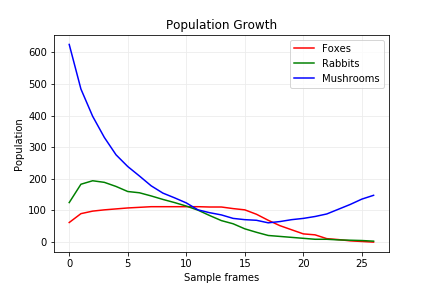 Population Growth
Foxes
Rabbits
Mushrooms
600
500
400
300
200
100
0
Population
0 5 10 15 20 25
Sample frames